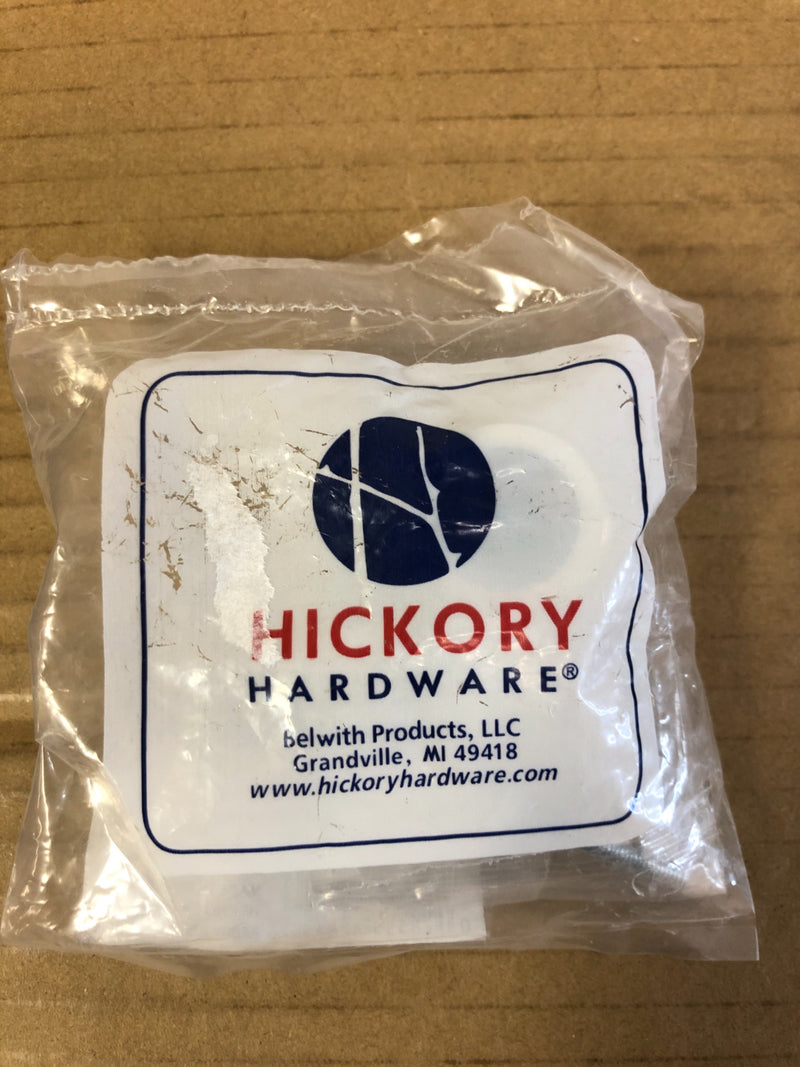 HICKORY
HARDWARE®
Belwith Products, LLC
Grandville, MI 49418
www.hickoryhardware.com